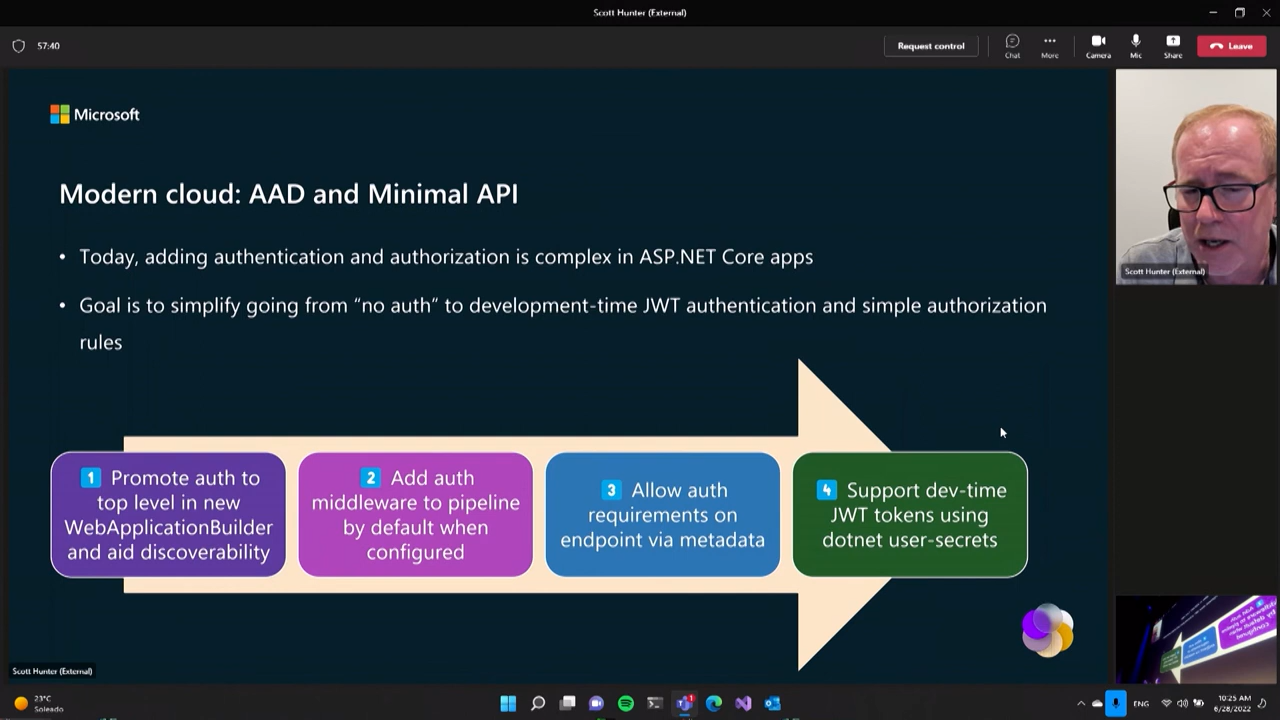 Scott Hunter (External)
57:40
Request control
Chat
More
Camera
Mic
Share
Leave
Microsoft
Modern cloud: AAD and Minimal API
• Today, adding authentication and authorization is complex in ASP.NET Core apps
• Goal is to simplify going from “no auth” to development-time JWT authentication and simple authorization
rules
1 Promote auth to
top level in new
WebApplicationBuilder
and aid discoverability
2 Add auth
middleware to pipeline
by default when
configured
3 Allow auth
requirements on
endpoint via metadata
4 Support dev-time
JWT tokens using
dotnet user-secrets
Scott Hunter (External)
Scott Hunter (External)
23°C
Soleado
1
ENG
10:25 AM
6/28/2022